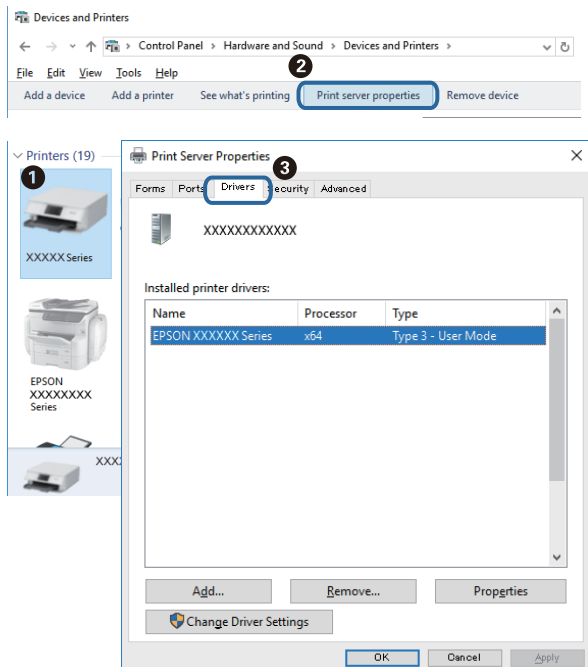 Devices and Printers
Control Panel > Hardware and Sound > Devices and Printers >
File Edit View Tools Help
2
Add a device Add a printer See what's printing Print server properties Remove device
Printers (19)
1
XXXXX Series
EPSON
XXXXXXXX
Series
XXX
Print Server Properties
3
Forms Ports Drivers Security Advanced
XXXXXXXXXXXX
Installed printer drivers:
Name Processor Type
EPSON XXXXXX Series x64 Type 3 - User Mode
Add... Remove... Properties
Change Driver Settings
OK Cancel Apply